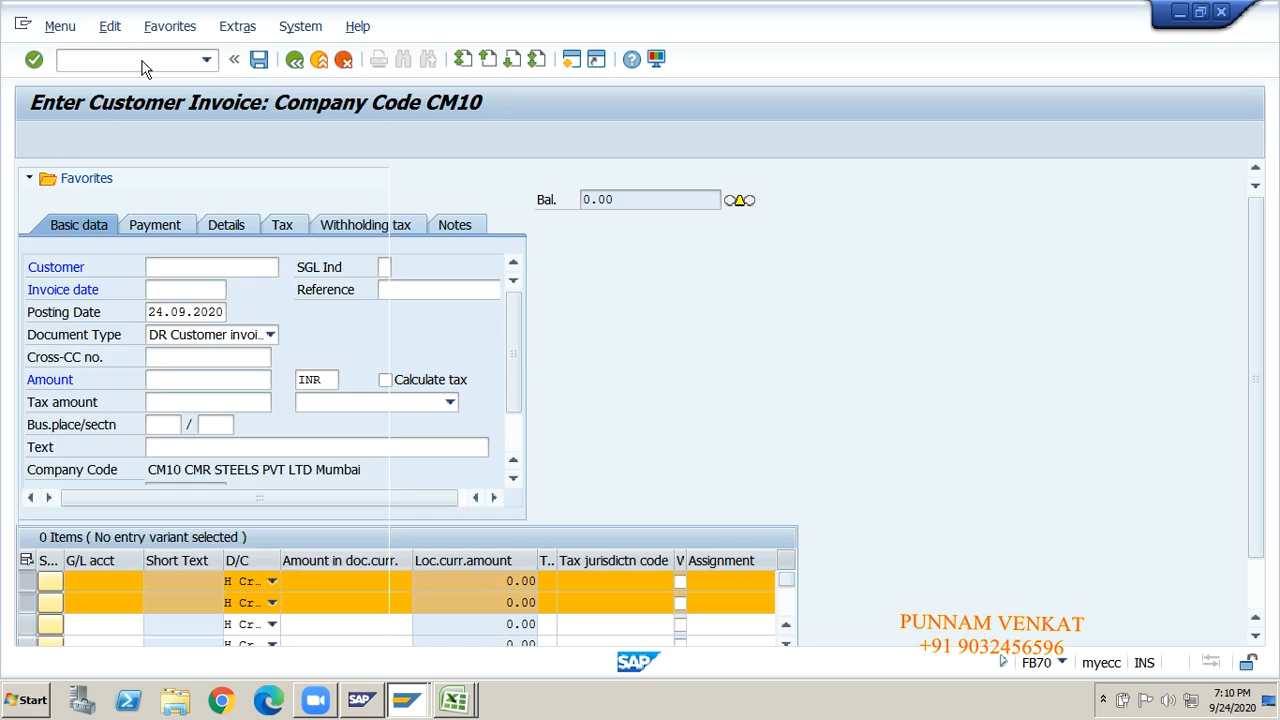 Menu Edit Favorites Extras System Help
Enter Customer Invoice: Company Code CM10
Favorites
Bal. 0.00
Basic data Payment Details Tax Withholding tax Notes
Customer SGL Ind
Invoice date Reference
Posting Date 24.09.2020
Document Type DR Customer invoi...
Cross-CC no.
Amount INR Calculate tax
Tax amount
Bus.place/sectn /
Text
Company Code CM10 CMR STEELS PVT LTD Mumbai
0 Items ( No entry variant selected )
S... G/L acct Short Text D/C Amount in doc.curr. Loc.curr.amount T.. Tax jurisdictn code W Assignment
H Cr... 0.00
H Cr... 0.00
H Cr... 0.00
H Cr... 0.00
PUNNAM VENKAT
+91 9032456596
SAP FB70 myecc INS
Start SAP 7:10 PM
9/24/2020